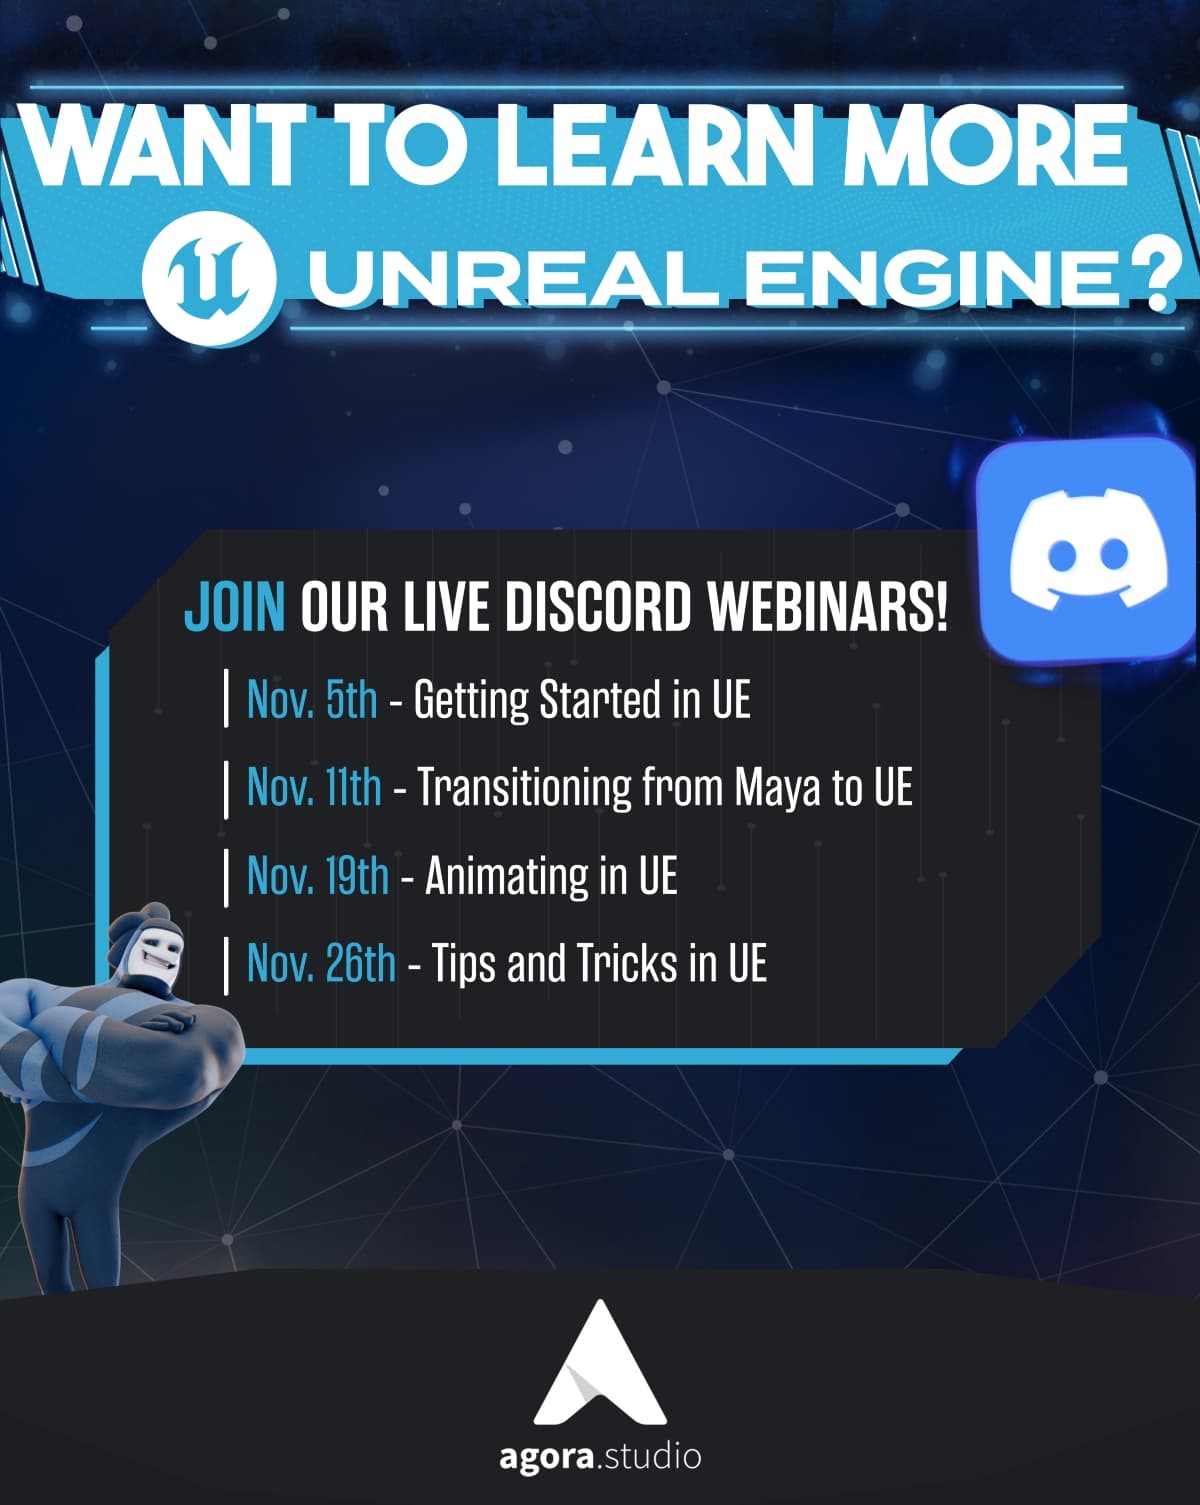 WANT TO LEARN MORE
UNREAL ENGINE?
JOIN OUR LIVE DISCORD WEBINARS!
Nov. 5th - Getting Started in UE
Nov. 11th - Transitioning from Maya to UE
Nov. 19th - Animating in UE
Nov. 26th - Tips and Tricks in UE
agora.studio